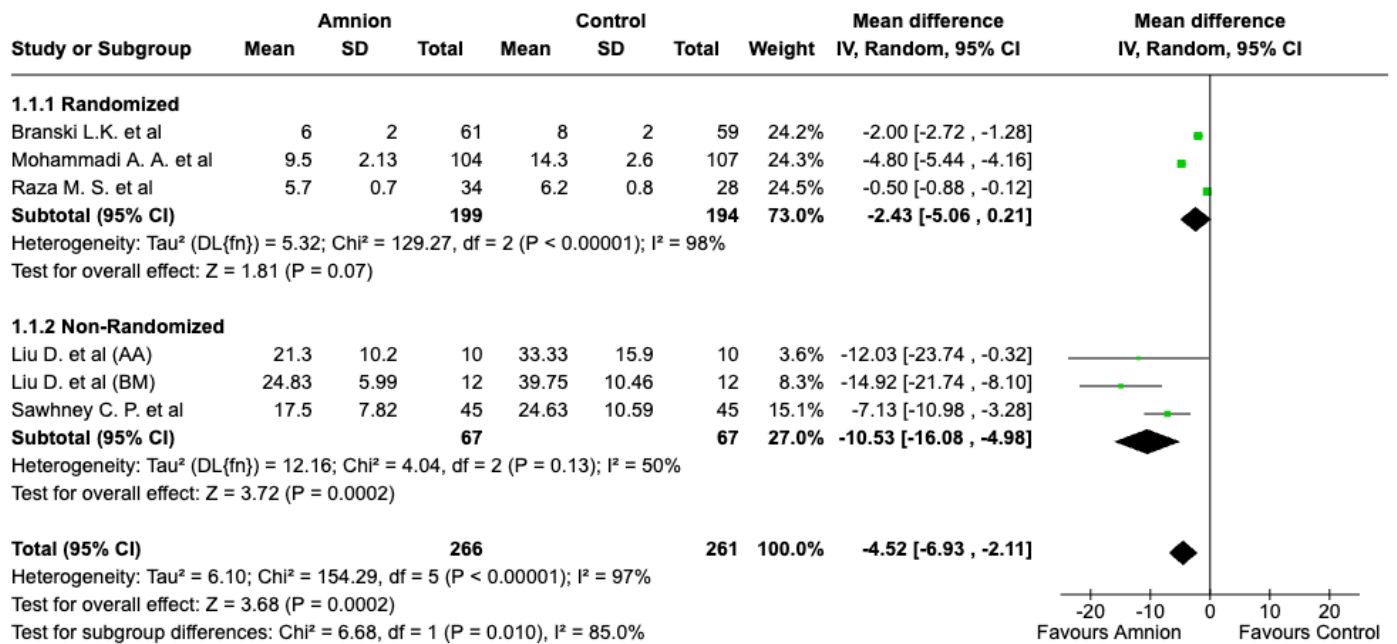 Amnion Control Mean difference Mean difference
Study or Subgroup Mean SD Total Mean SD Total Weight IV, Random, 95% CI IV, Random, 95% CI
1.1.1 Randomized
Branski L.K. et al 6 2 61 8 2 59 24.2% -2.00 [-2.72 , -1.28]
Mohammadi A. A. et al 9.5 2.13 104 14.3 2.6 107 24.3% -4.80 [-5.44 , -4.16]
Raza M. S. et al 5.7 0.7 34 6.2 0.8 28 24.5% -0.50 [-0.88 , -0.12]
Subtotal (95% CI) 199 194 73.0% -2.43 [-5.06 , 0.21]
Heterogeneity: Tau² (DL{fn}) = 5.32; Chi² = 129.27, df = 2 (P < 0.00001); I² = 98%
Test for overall effect: Z = 1.81 (P = 0.07)
1.1.2 Non-Randomized
Liu D. et al (AA) 21.3 10.2 10 33.33 15.9 10 3.6% -12.03 [-23.74 , -0.32]
Liu D. et al (BM) 24.83 5.99 12 39.75 10.46 12 8.3% -14.92 [-21.74 , -8.10]
Sawhney C. P. et al 17.5 7.82 45 24.63 10.59 45 15.1% -7.13 [-10.98 , -3.28]
Subtotal (95% CI) 67 67 27.0% -10.53 [-16.08 , -4.98]
Heterogeneity: Tau² (DL{fn}) = 12.16; Chi² = 4.04, df = 2 (P = 0.13); I² = 50%
Test for overall effect: Z = 3.72 (P = 0.0002)
Total (95% CI) 266 261 100.0% -4.52 [-6.93 , -2.11]
Heterogeneity: Tau² = 6.10; Chi² = 154.29, df = 5 (P < 0.00001); I² = 97%
Test for overall effect: Z = 3.68 (P = 0.0002)
-20 -10 0 10 20
Test for subgroup differences: Chi² = 6.68, df = 1 (P = 0.010), I² = 85.0% Favours Amnion Favours Control